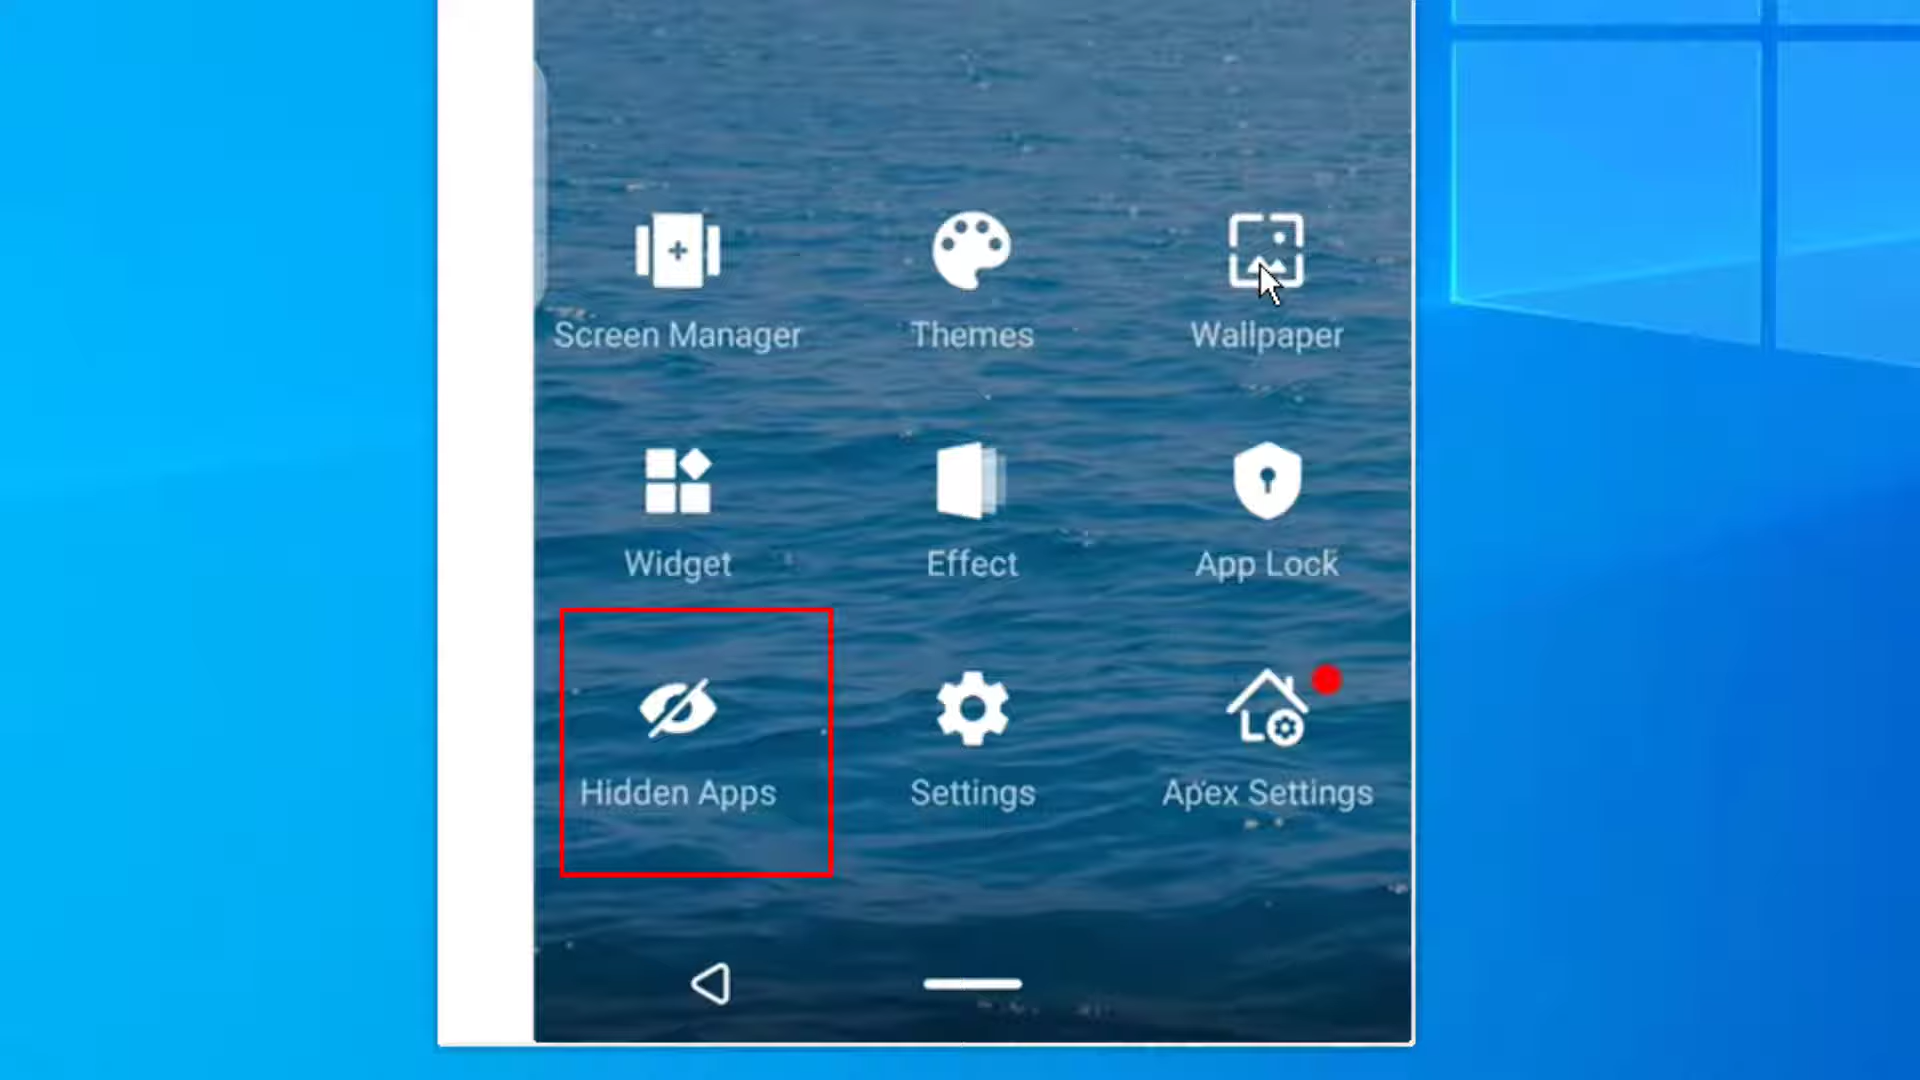 Screen Manager
Themes
Wallpaper
Widget
Effect
App Lock
Hidden Apps
Settings
Apex Settings